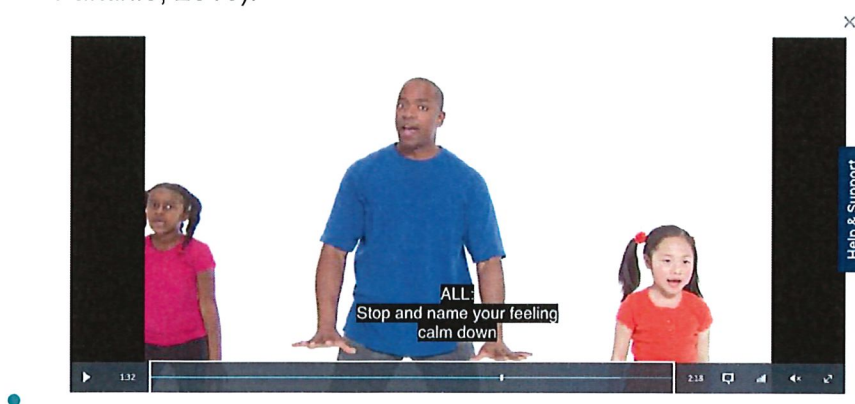 Help & Support
ALL:
Stop and name your feeling
calm down
1:32
2:18